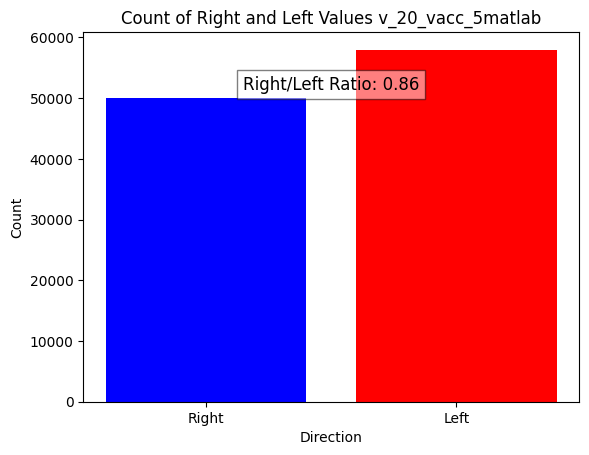 Count of Right and Left Values v_20_vacc_5matlab
60000
50000
40000
30000
20000
10000
0
Count
Right/Left Ratio: 0.86
Right
Left
Direction